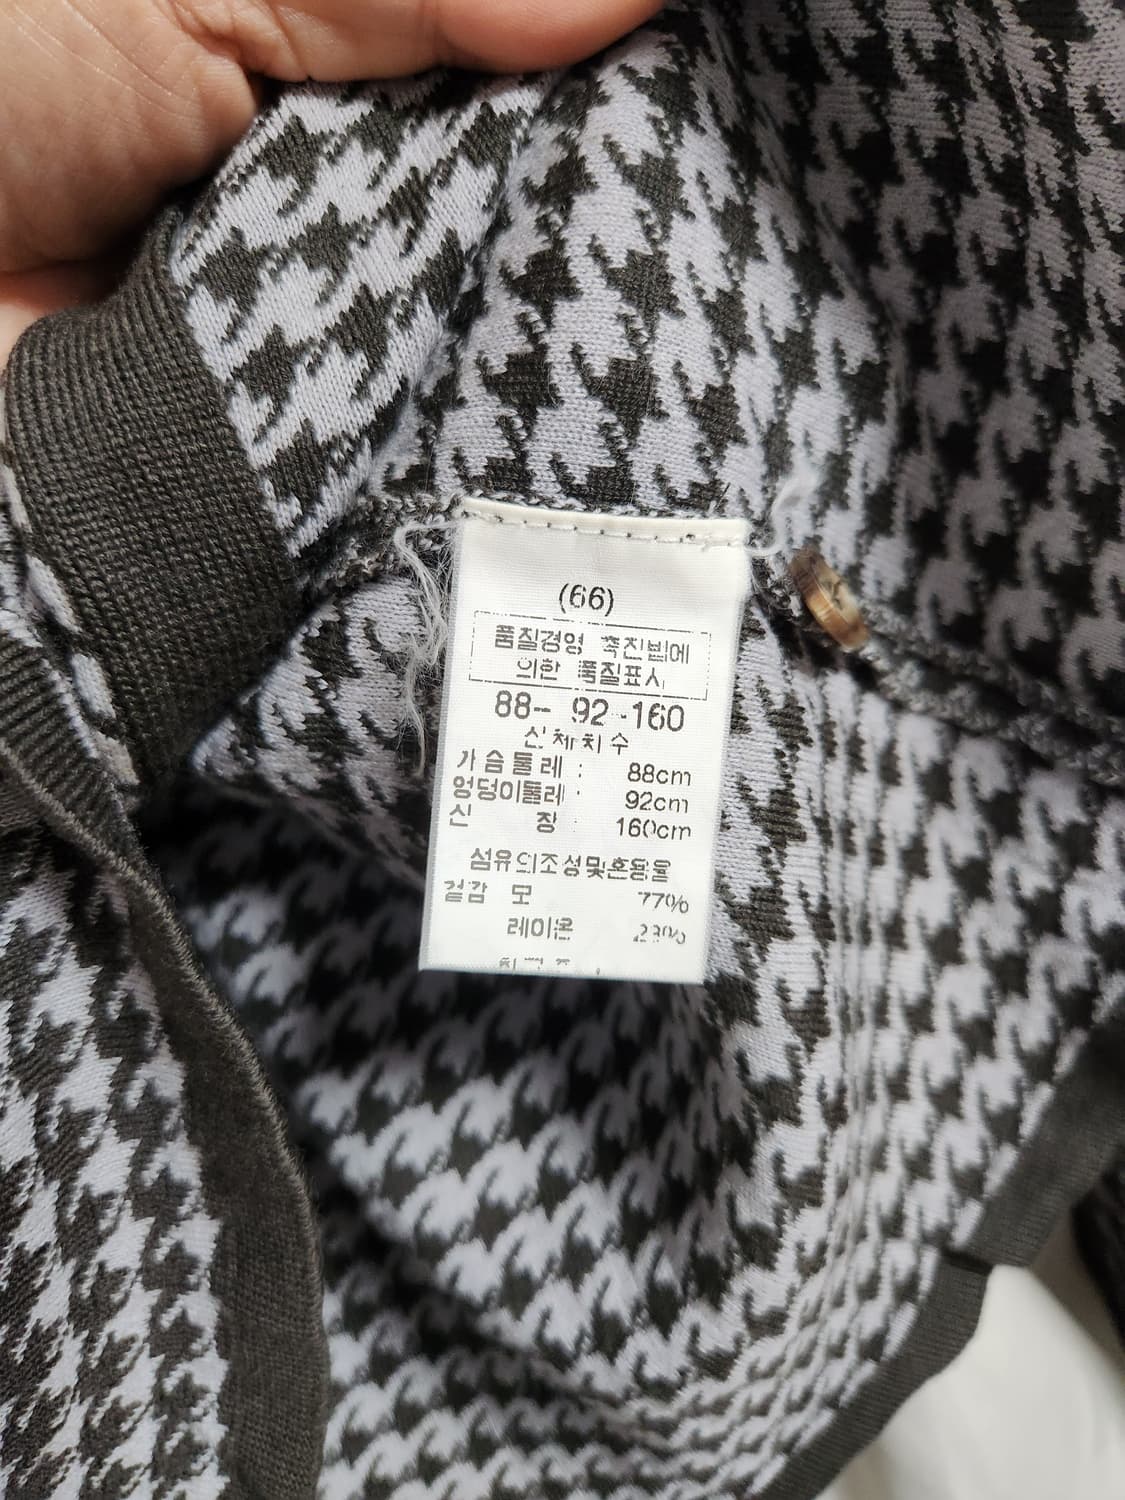 (66)
품질경영 촉진법에
의한 품질표시
88- 92 -160
신체치수
가슴둘레 : 88cm
엉덩이둘레 : 92cm
신 장 : 160cm
섬유의조성및혼용율
겉감 모 77%
레이온 23%